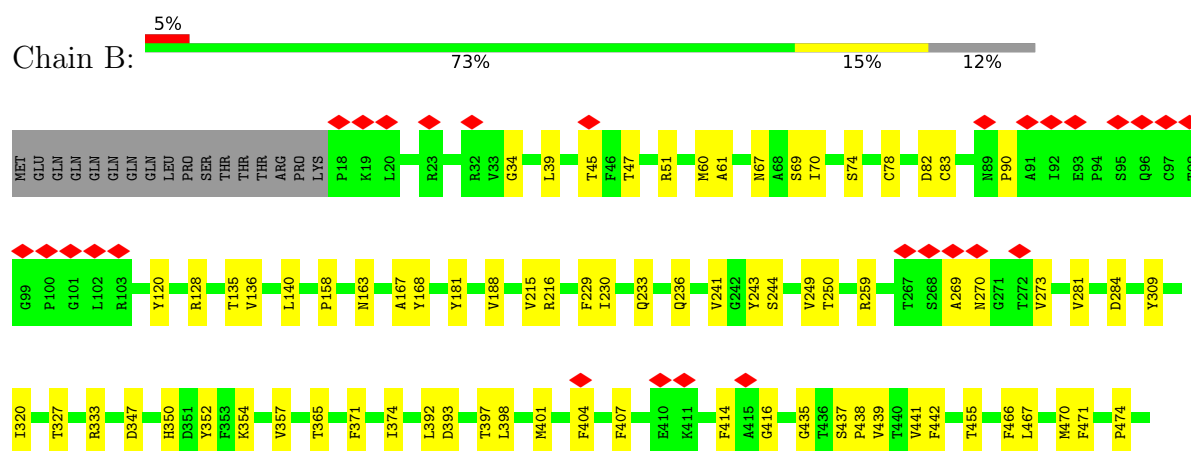 5%
Chain B:
73% 15% 12%
MET GLU GLN GLN GLN GLN GLN GLN LEU PRO SER THR THR THR ARG PRO LYS P18 K19 L20 R23 R32 V33 G34 L39 T45 F46 T47 R51 M60 A61 N67 A68 S69 I70 S74 C78 D82 C83 N89 P90 A91 I92 E93 P94 S95 Q96 C97
G99 P100 G101 L102 R103 Y120 R128 T135 V136 L140 P158 N163 A167 Y168 Y181 V188 V215 R216 F229 I230 Q233 Q236 V241 G242 Y243 S244 V249 T250 R259 T267 S268 A269 N270 G271 T272 V273 V281 D284 Y309
I320 T327 R333 D347 H350 D351 Y352 F353 K354 V357 T365 F371 I374 L392 D393 T397 L398 M401 F404 F407 E410 K411 F414 A415 G416 G435 T436 S437 P438 V439 T440 V441 F442 T455 F466 L467 M470 F471 P474